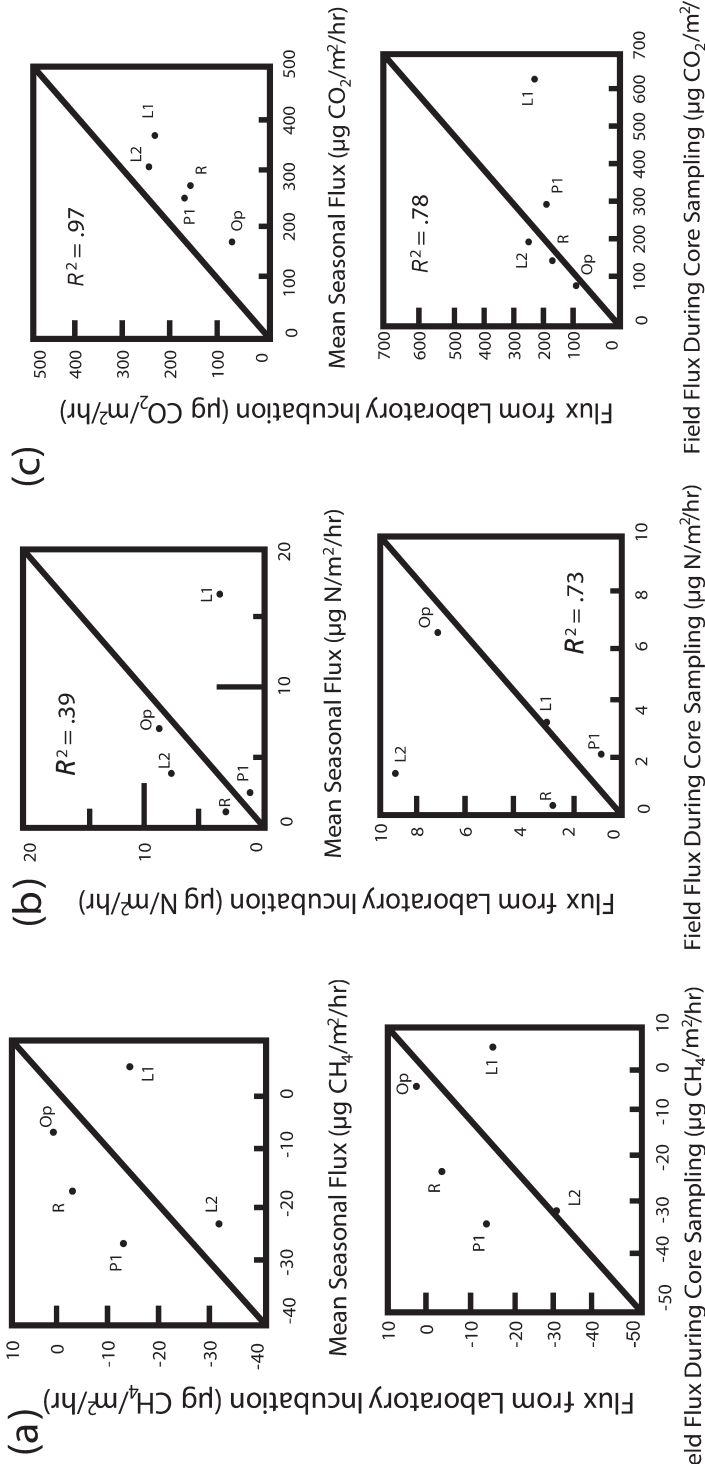 (a)
Flux from Laboratory Incubation (µg CH₄/m²/hr)
10
0
-10
-20
-30
-40
Op
R
P1
L1
L2
-40 -30 -20 -10 0
Mean Seasonal Flux (µg CH₄/m²/hr)
10
0
-10
-20
-30
-40
-50
Op
R
P1
L1
L2
-50 -40 -30 -20 -10 0 10
eld Flux During Core Sampling (µg CH₄/m²/hr)
(b)
Flux from Laboratory Incubation (µg N/m²/hr)
20
10
0
R² = .39
Op
L2
L1
R
P1
0 10 20
Mean Seasonal Flux (µg N/m²/hr)
10
8
6
4
2
0
L2
Op
L1
R
P1
R² = .73
0 2 4 6 8 10
Field Flux During Core Sampling (µg N/m²/hr)
(c)
Flux from Laboratory Incubation (µg CO₂/m²/hr)
500
400
300
200
100
0
R² = .97
L2
L1
P1
R
Op
0 100 200 300 400 500
Mean Seasonal Flux (µg CO₂/m²/hr)
700
600
500
400
300
200
100
0
R² = .78
L2
L1
P1
R
Op
0 100 200 300 400 500 600 700
Field Flux During Core Sampling (µg CO₂/m²/